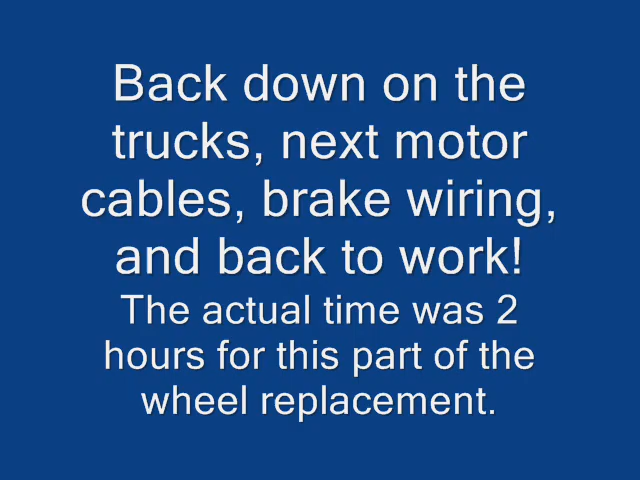 Back down on the
trucks, next motor
cables, brake wiring,
and back to work!
The actual time was 2
hours for this part of the
wheel replacement.